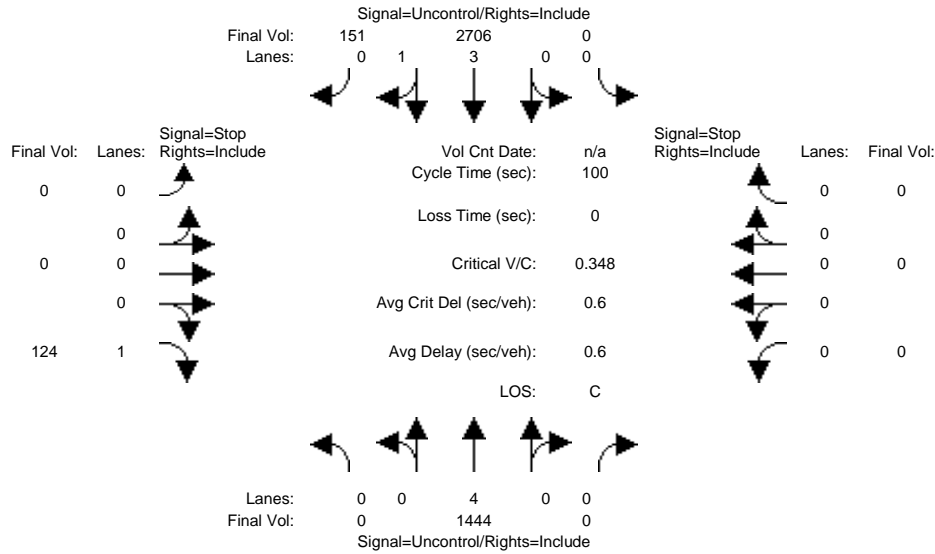 Signal=Uncontrol/Rights=Include
Final Vol: 151 2706 0
Lanes: 0 1 3 0 0
Signal=Stop Signal=Stop
Final Vol: Lanes: Rights=Include Vol Cnt Date: n/a Rights=Include Lanes: Final Vol:
Cycle Time (sec): 100
0 0 0 0
Loss Time (sec): 0
0 0
0 0 Critical V/C: 0.348 0 0
0 Avg Crit Del (sec/veh): 0.6 0
124 1 Avg Delay (sec/veh): 0.6 0 0
LOS: C
Lanes: 0 0 4 0 0
Final Vol: 0 1444 0
Signal=Uncontrol/Rights=Include